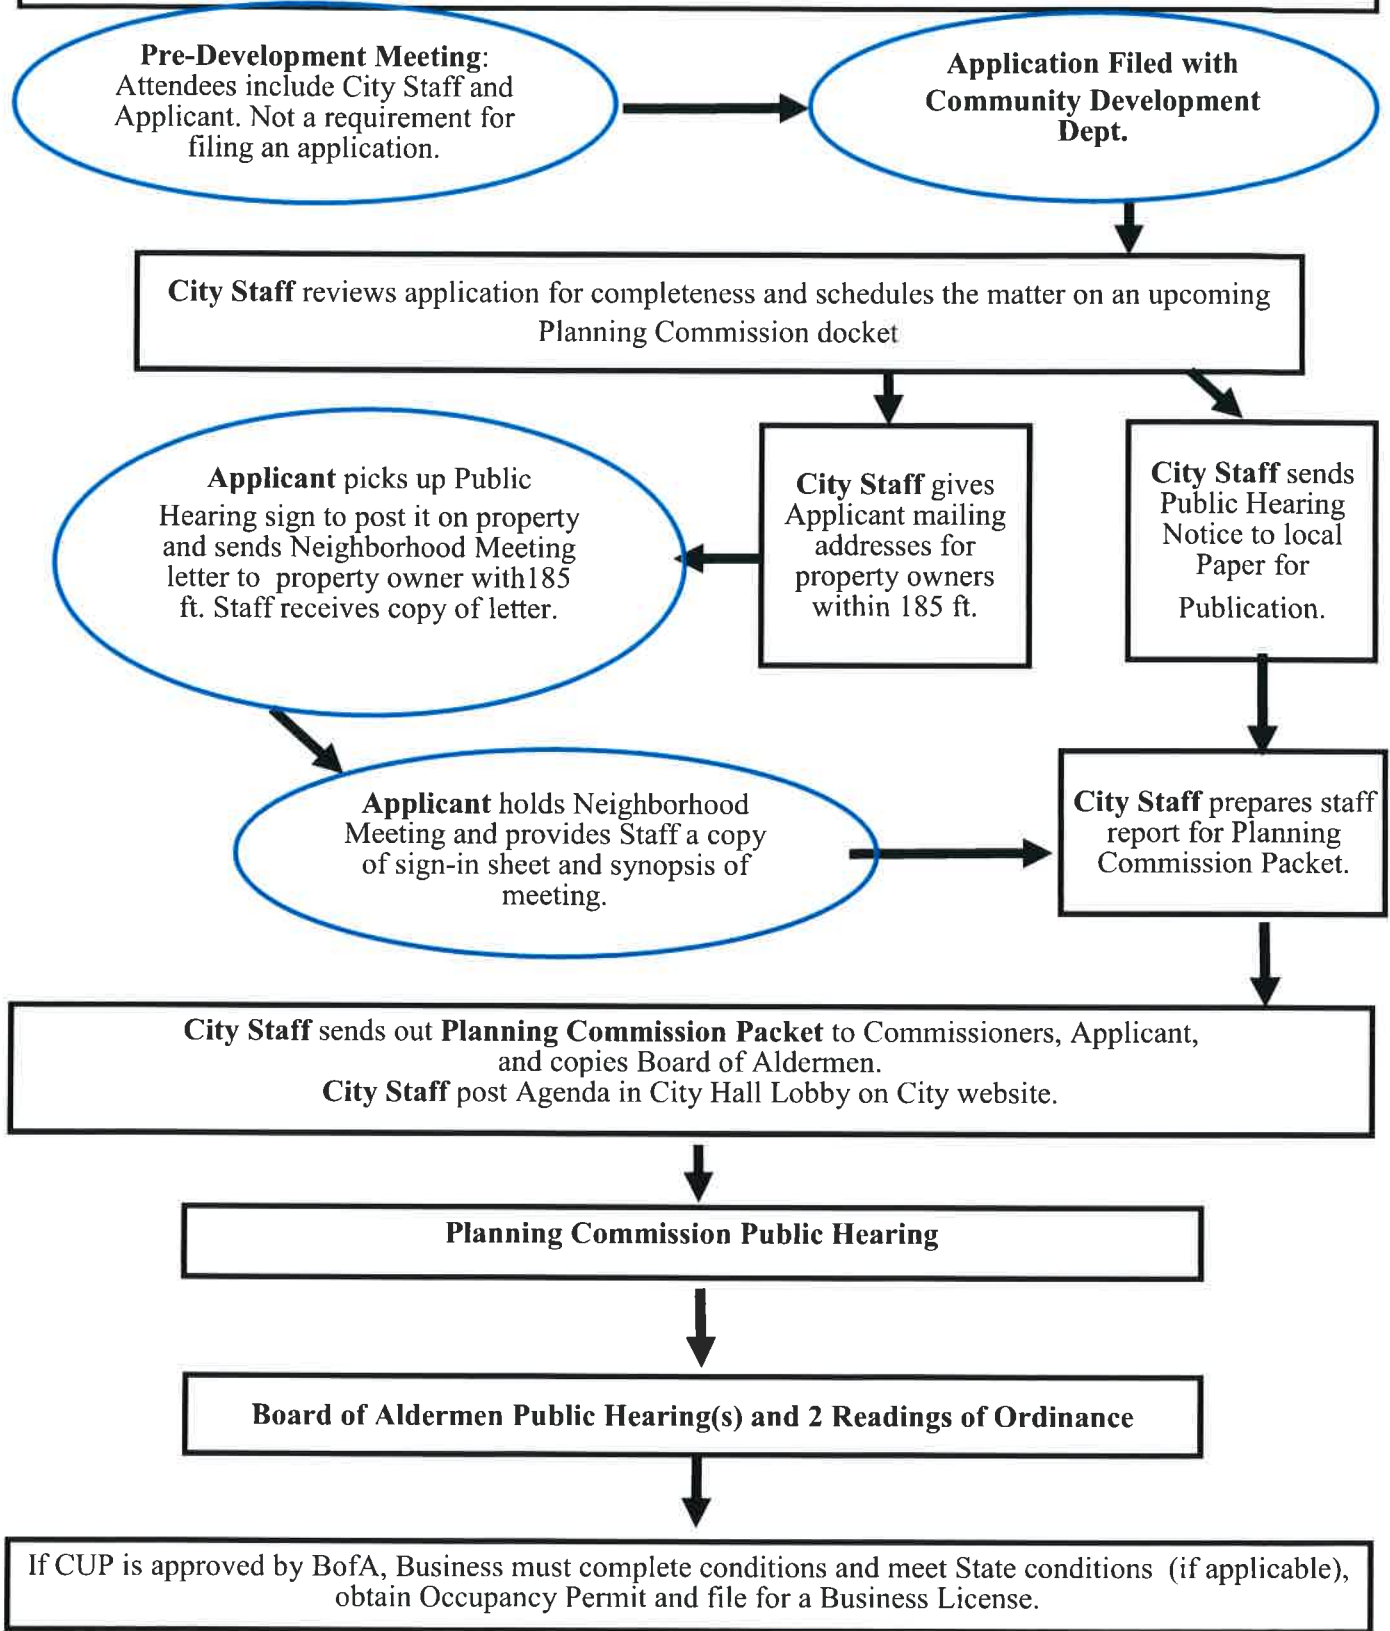 Pre-Development Meeting:
Attendees include City Staff and
Applicant. Not a requirement for
filing an application.
Application Filed with
Community Development
Dept.
City Staff reviews application for completeness and schedules the matter on an upcoming
Planning Commission docket
Applicant picks up Public
Hearing sign to post it on property
and sends Neighborhood Meeting
letter to property owner with185
ft. Staff receives copy of letter.
City Staff gives
Applicant mailing
addresses for
property owners
within 185 ft.
City Staff sends
Public Hearing
Notice to local
Paper for
Publication.
Applicant holds Neighborhood
Meeting and provides Staff a copy
of sign-in sheet and synopsis of
meeting.
City Staff prepares staff
report for Planning
Commission Packet.
City Staff sends out Planning Commission Packet to Commissioners, Applicant,
and copies Board of Aldermen.
City Staff post Agenda in City Hall Lobby on City website.
Planning Commission Public Hearing
Board of Aldermen Public Hearing(s) and 2 Readings of Ordinance
If CUP is approved by BofA, Business must complete conditions and meet State conditions (if applicable),
obtain Occupancy Permit and file for a Business License.